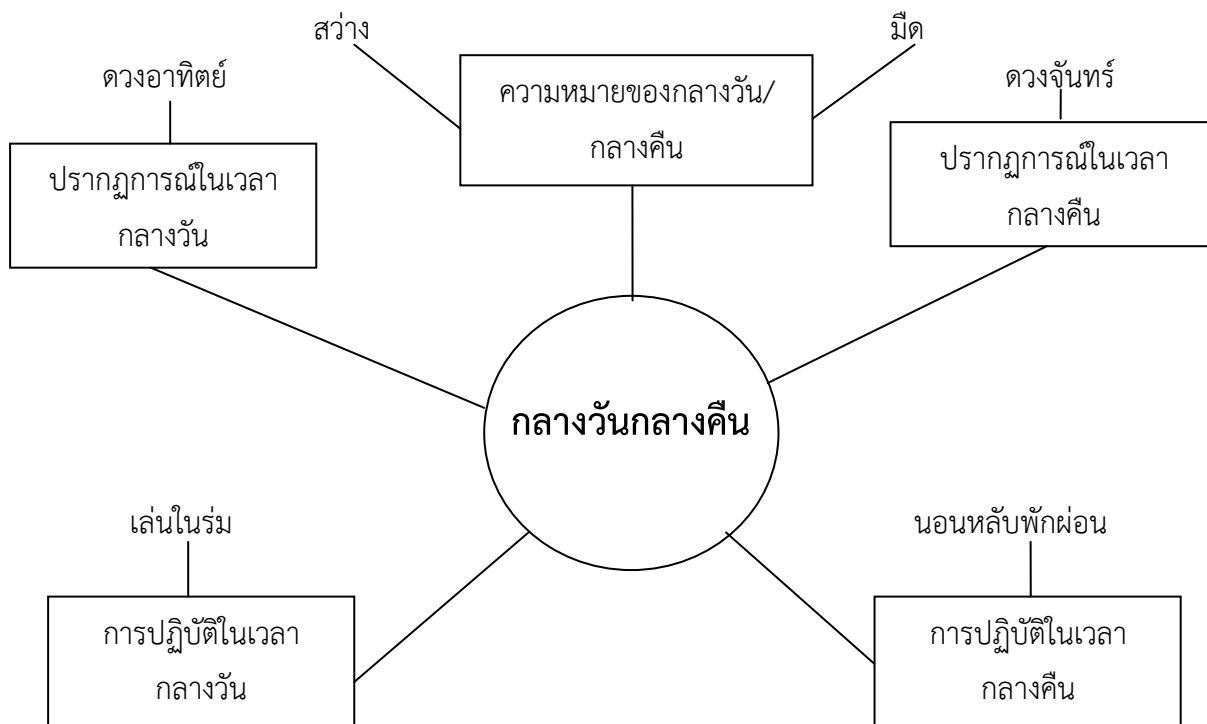 สว่าง
มืด
ดวงอาทิตย์
ความหมายของกลางวัน/
กลางคืน
ดวงจันทร์
ปรากฏการณ์ในเวลา
กลางวัน
ปรากฏการณ์ในเวลา
กลางคืน
กลางวันกลางคืน
เล่นในร่ม
นอนหลับพักผ่อน
การปฏิบัติในเวลา
กลางวัน
การปฏิบัติในเวลา
กลางคืน